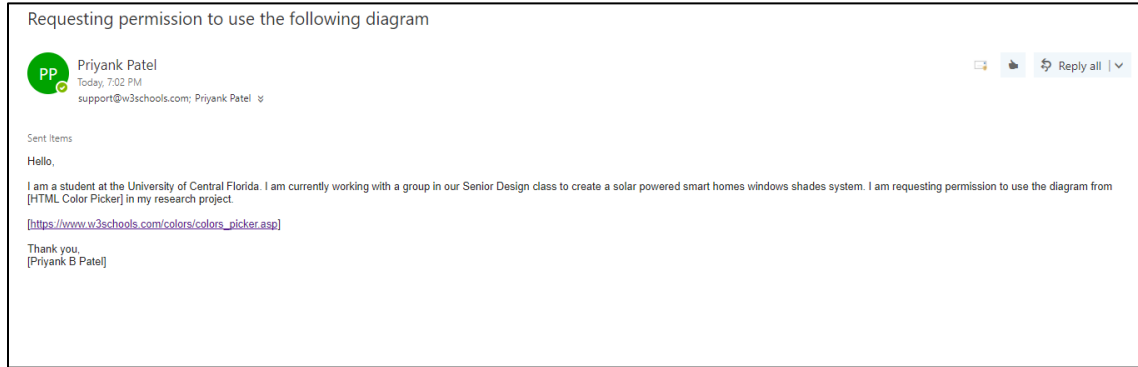 Requesting permission to use the following diagram
PP
Priyank Patel
Today, 7:02 PM
Reply all
support@w3schools.com; Priyank Patel
Sent Items
Hello,
I am a student at the University of Central Florida. I am currently working with a group in our Senior Design class to create a solar powered smart homes windows shades system. I am requesting permission to use the diagram from
[HTML Color Picker] in my research project.
[https://www.w3schools.com/colors/colors_picker.asp]
Thank you,
[Priyank B Patel]